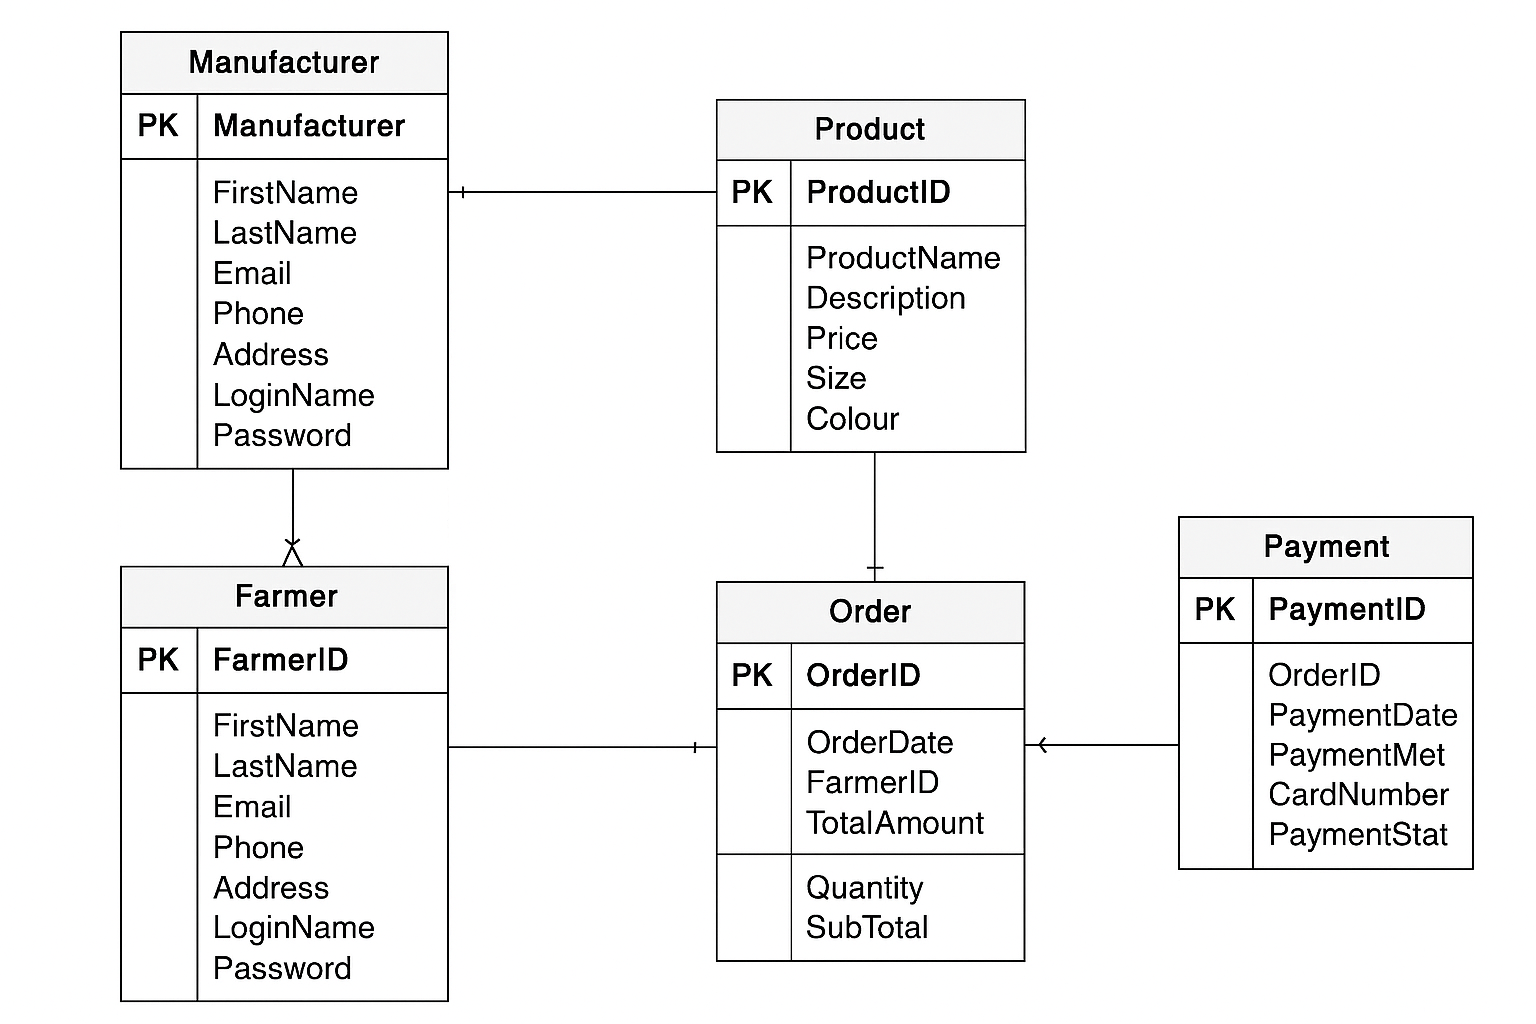 Manufacturer
PK Manufacturer
FirstName
LastName
Email
Phone
Address
LoginName
Password
Product
PK ProductID
ProductName
Description
Price
Size
Colour
Farmer
PK FarmerID
FirstName
LastName
Email
Phone
Address
LoginName
Password
Order
PK OrderID
OrderDate
FarmerID
TotalAmount
Quantity
SubTotal
Payment
PK PaymentID
OrderID
PaymentDate
PaymentMet
CardNumber
PaymentStat